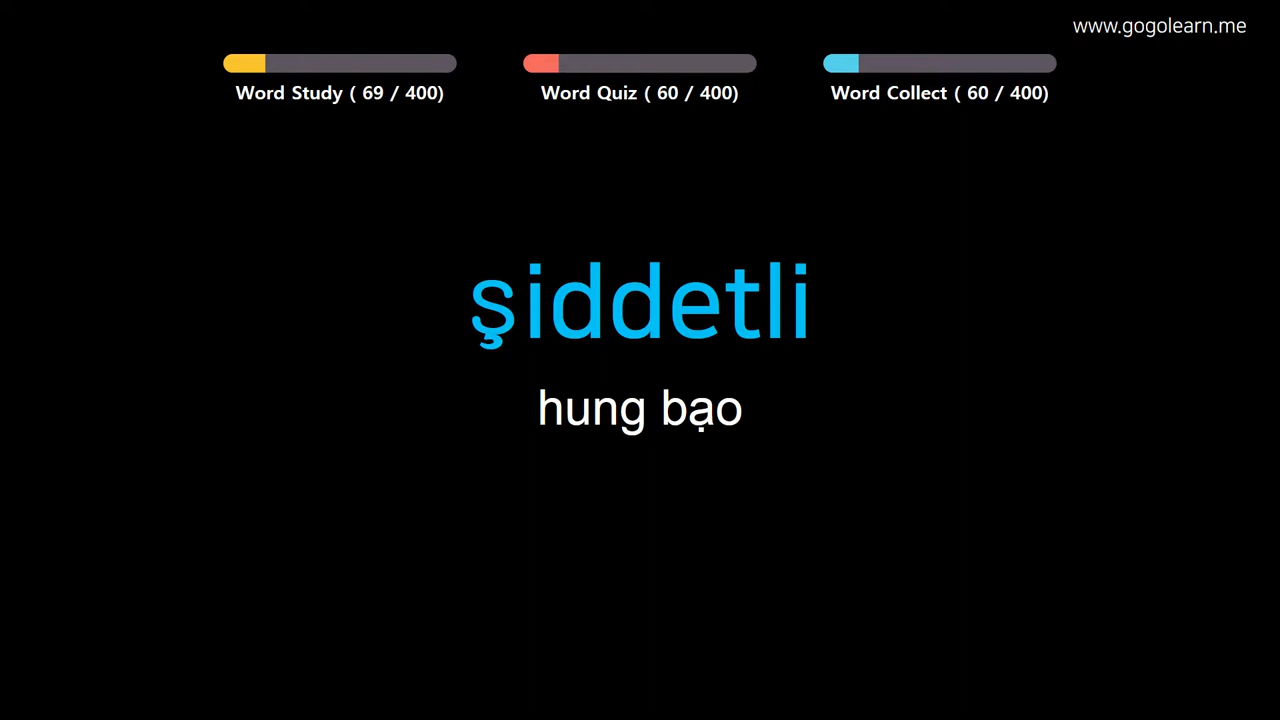 www.gogolearn.me
Word Study ( 69 / 400)
Word Quiz ( 60 / 400)
Word Collect ( 60 / 400)
şiddetli
hung bạo